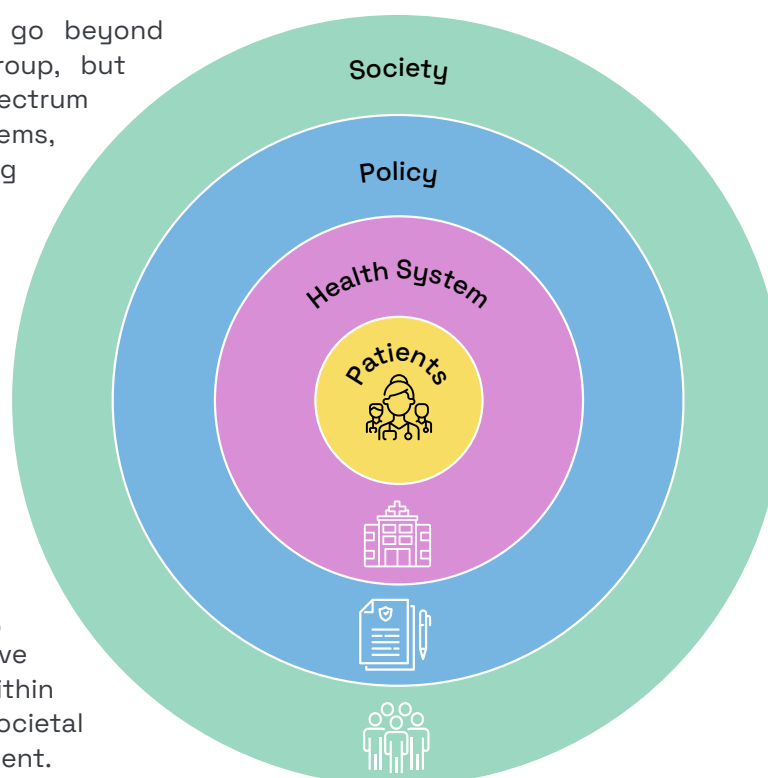 go beyond
roup, but
ectrum
ems,
g
Society
Policy
Health System
Patients
ve
ithin
ocietal
ent.